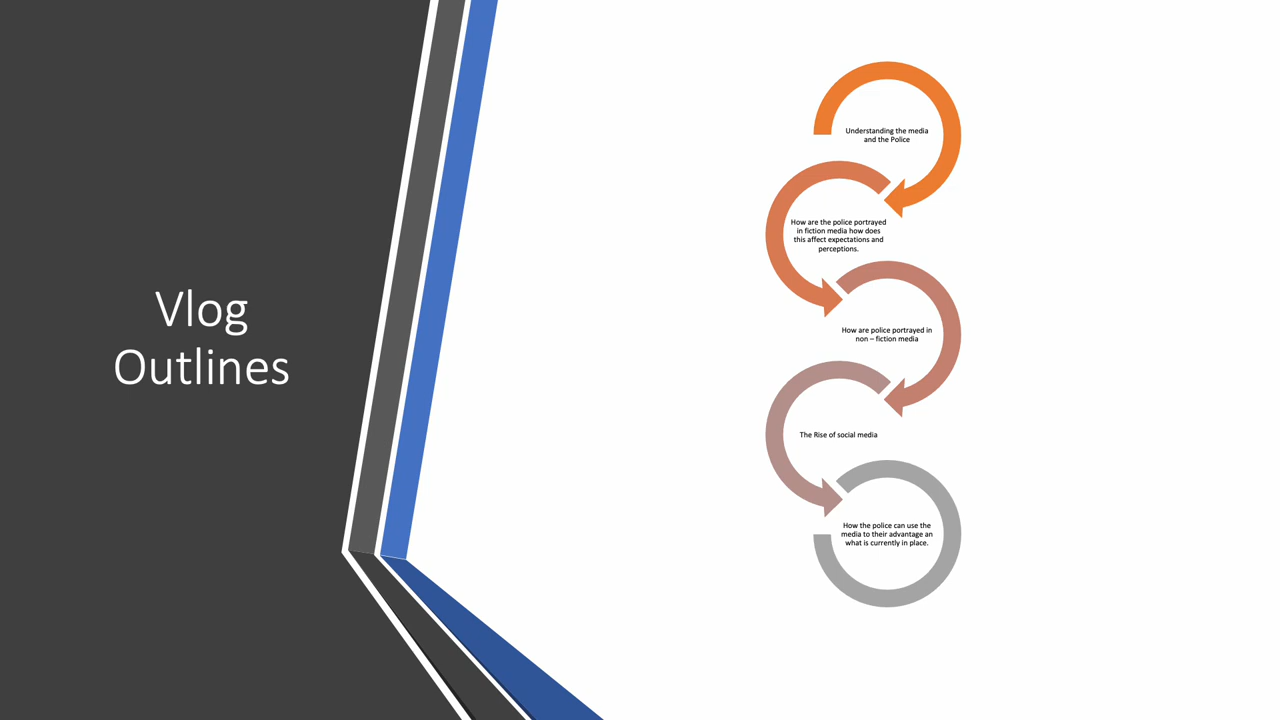 Vlog
Outlines
Understanding the media
and the Police
How are the police portrayed
in fiction media how does
this affect expectations and
perceptions.
How are police portrayed in
non – fiction media
The Rise of social media
How the police can use the
media to their advantage an
what is currently in place.